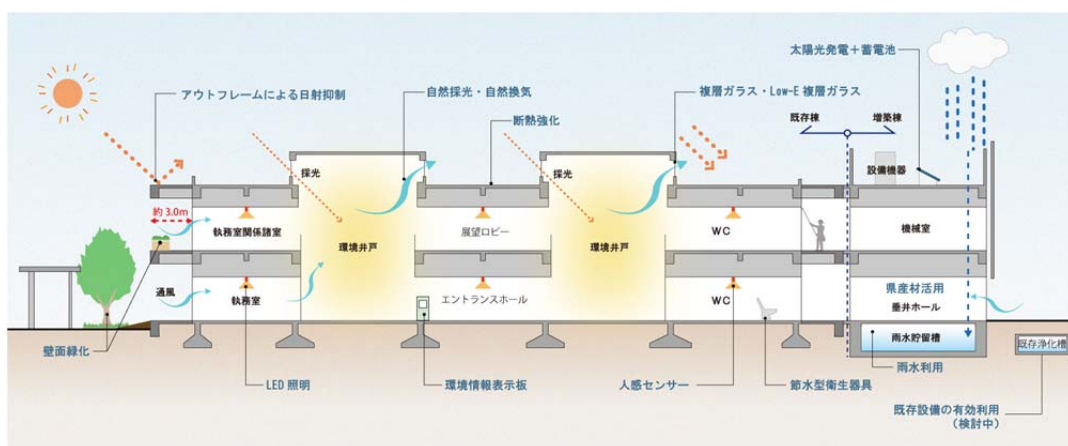 太陽光発電+蓄電池
アウトフレームによる日射抑制
自然採光・自然換気
複層ガラス・Low-E 複層ガラス
断熱強化
既存棟
増築棟
採光
採光
設備機器
約 3.0m
執務室関係諸室
環境井戸
展望ロビー
環境井戸
WC
機械室
通風
執務室
エントランスホール
WC
県産材活用
垂井ホール
雨水貯留槽
既存浄化槽
壁面緑化
LED 照明
環境情報表示板
人感センサー
節水型衛生器具
雨水利用
既存設備の有効利用
(検討中)